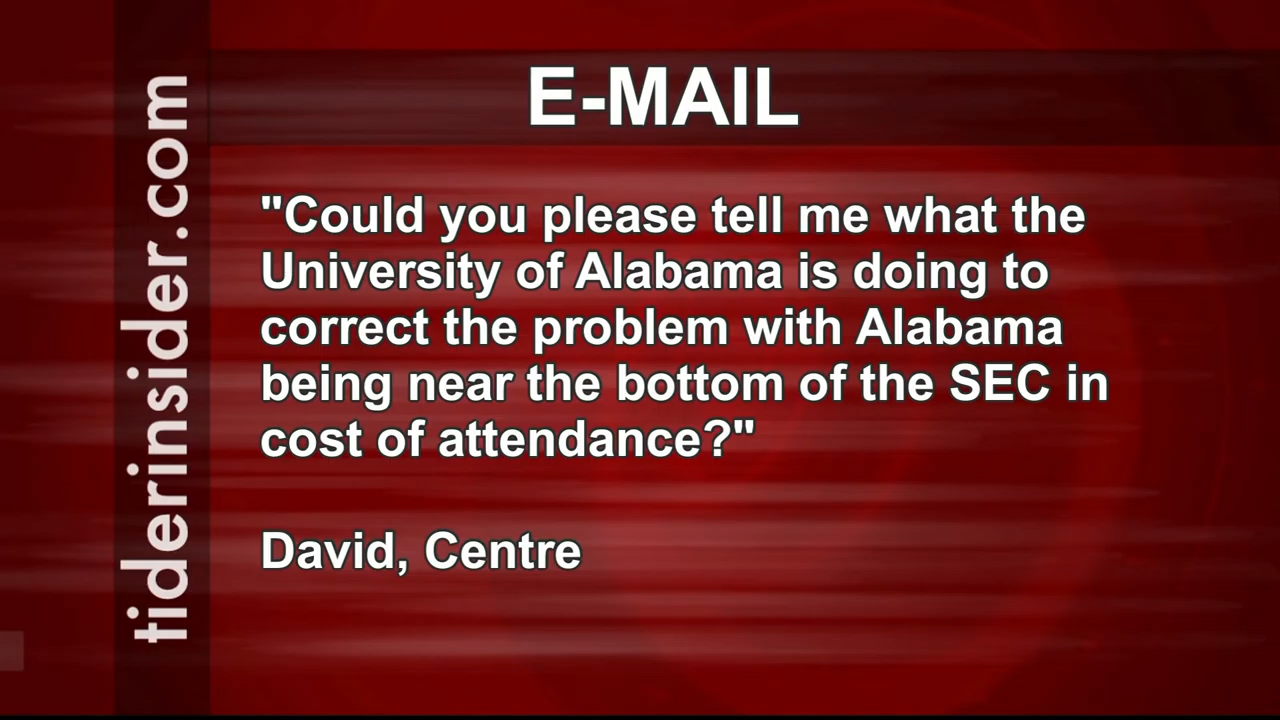 E-MAIL
tiderinsider.com
"Could you please tell me what the
University of Alabama is doing to
correct the problem with Alabama
being near the bottom of the SEC in
cost of attendance?"
David, Centre